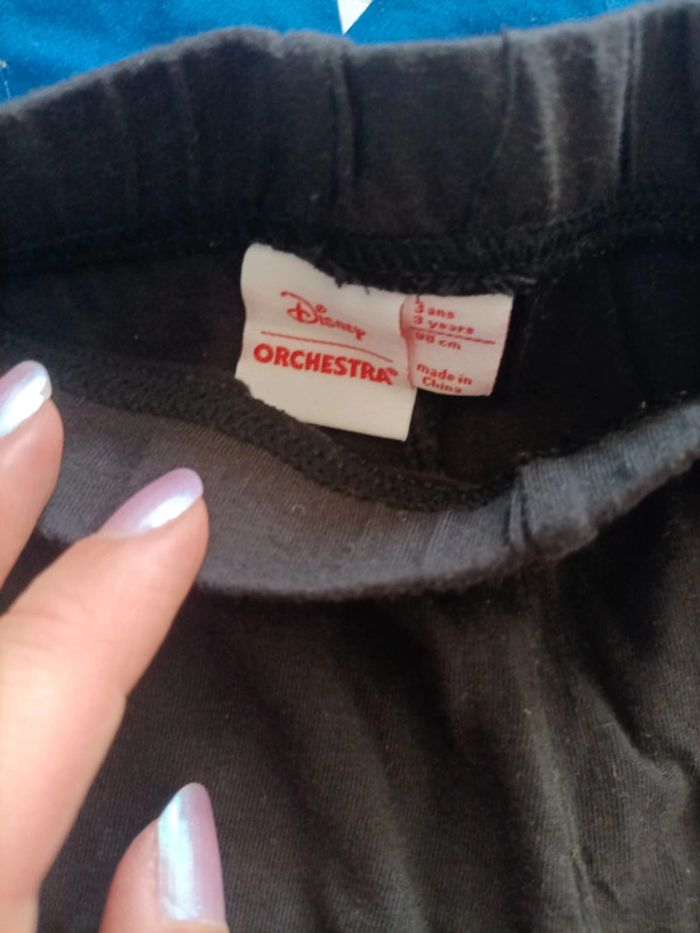 Disney
ORCHESTRA
3 ans
3 years
98 cm
made in
China